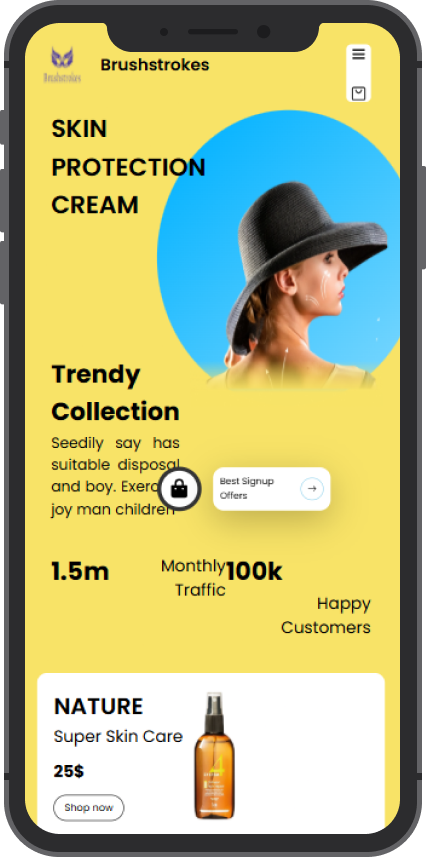 Brushstrokes
Brushstrokes
SKIN
PROTECTION
CREAM
Trendy
Collection
Seedily say has
suitable disposal
and boy. Exerc
joy man children
Best Signup
Offers
1.5m
Monthly
Traffic
100k
Happy
Customers
NATURE
Super Skin Care
25$
Shop now